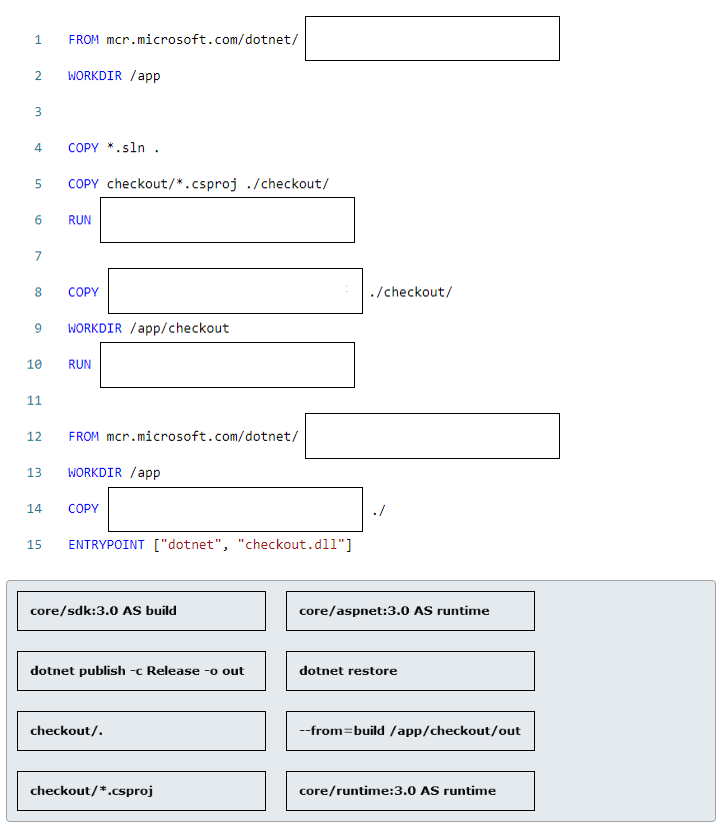 1 FROM mcr.microsoft.com/dotnet/
2 WORKDIR /app
3
4 COPY *.sln .
5 COPY checkout/*.csproj ./checkout/
6 RUN
7
8 COPY ./checkout/
9 WORKDIR /app/checkout
10 RUN
11
12 FROM mcr.microsoft.com/dotnet/
13 WORKDIR /app
14 COPY ./
15 ENTRYPOINT ["dotnet", "checkout.dll"]
core/sdk:3.0 AS build core/aspnet:3.0 AS runtime
dotnet publish -c Release -o out dotnet restore
checkout/. --from=build /app/checkout/out
checkout/*.csproj core/runtime:3.0 AS runtime